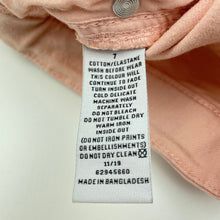 7
COTTON/ELASTANE
WASH BEFORE WEAR
THIS COLOUR WILL
CONTINUE TO FADE
TURN INSIDE OUT
COLD DELICATE
MACHINE WASH
SEPARATELY
DO NOT BLEACH
DO NOT TUMBLE DRY
WARM IRON
INSIDE OUT
(DO NOT IRON PRINTS
OR EMBELLISHMENTS)
DO NOT DRY CLEAN
11/19
62945660
MADE IN BANGLADESH